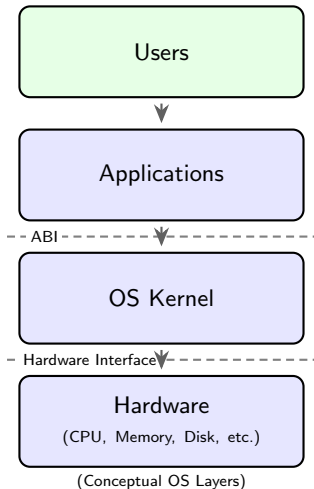 Users
Applications
ABI
OS Kernel
Hardware Interface
Hardware
(CPU, Memory, Disk, etc.)
(Conceptual OS Layers)